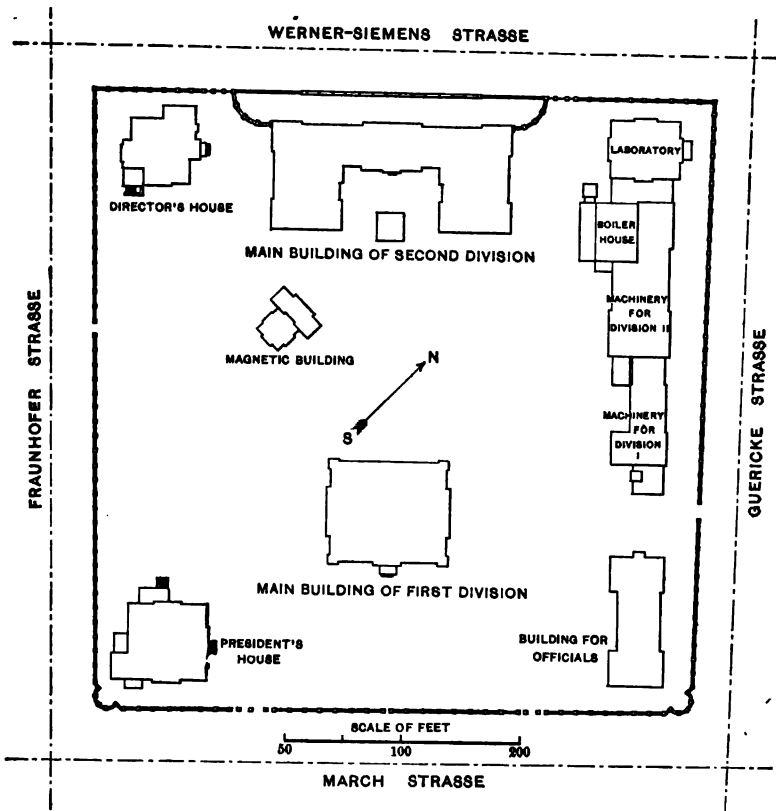 WERNER-SIEMENS STRASSE
LABORATORY
DIRECTOR'S HOUSE
BOILER
HOUSE
MAIN BUILDING OF SECOND DIVISION
FRAUNHOFER STRASSE
MACHINERY
FOR
DIVISION II
MAGNETIC BUILDING
N
S
GUERICKE STRASSE
MACHINERY
FOR
DIVISION
I
MAIN BUILDING OF FIRST DIVISION
PRESIDENT'S
HOUSE
BUILDING FOR
OFFICIALS
SCALE OF FEET
50 100 200
MARCH STRASSE